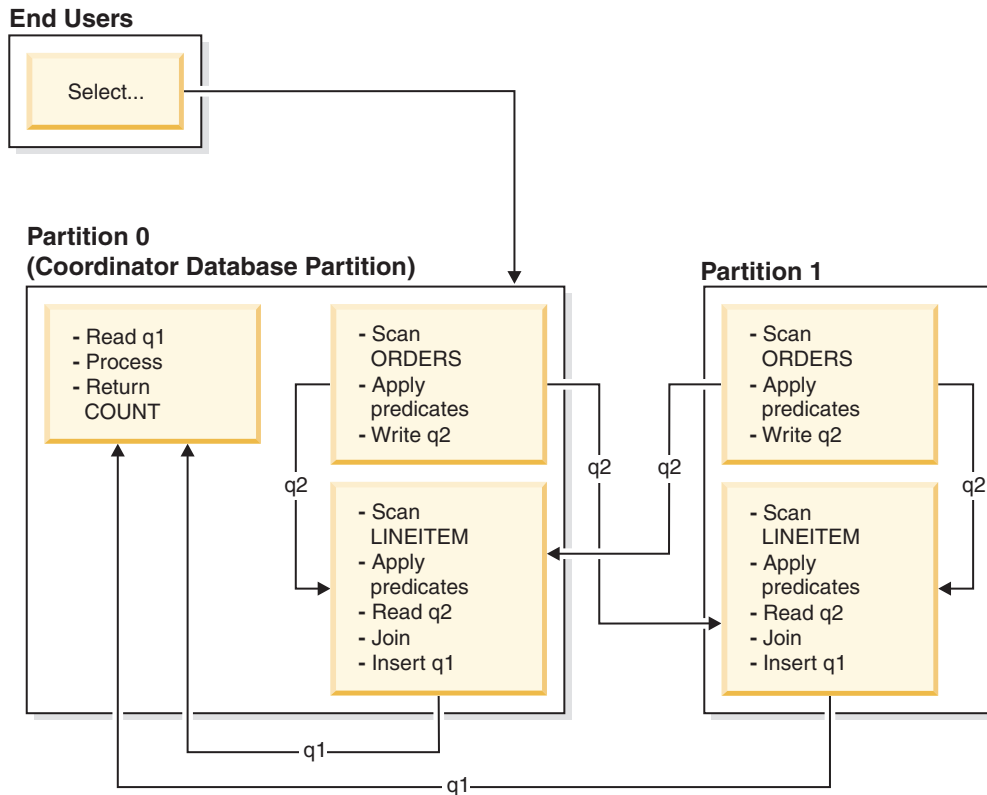 End Users
Select...
Partition 0
(Coordinator Database Partition)
- Read q1
- Process
- Return
COUNT
- Scan
ORDERS
- Apply
predicates
- Write q2
q2
- Scan
LINEITEM
- Apply
predicates
- Read q2
- Join
- Insert q1
q2
q2
Partition 1
- Scan
ORDERS
- Apply
predicates
- Write q2
q2
- Scan
LINEITEM
- Apply
predicates
- Read q2
- Join
- Insert q1
q1
q1